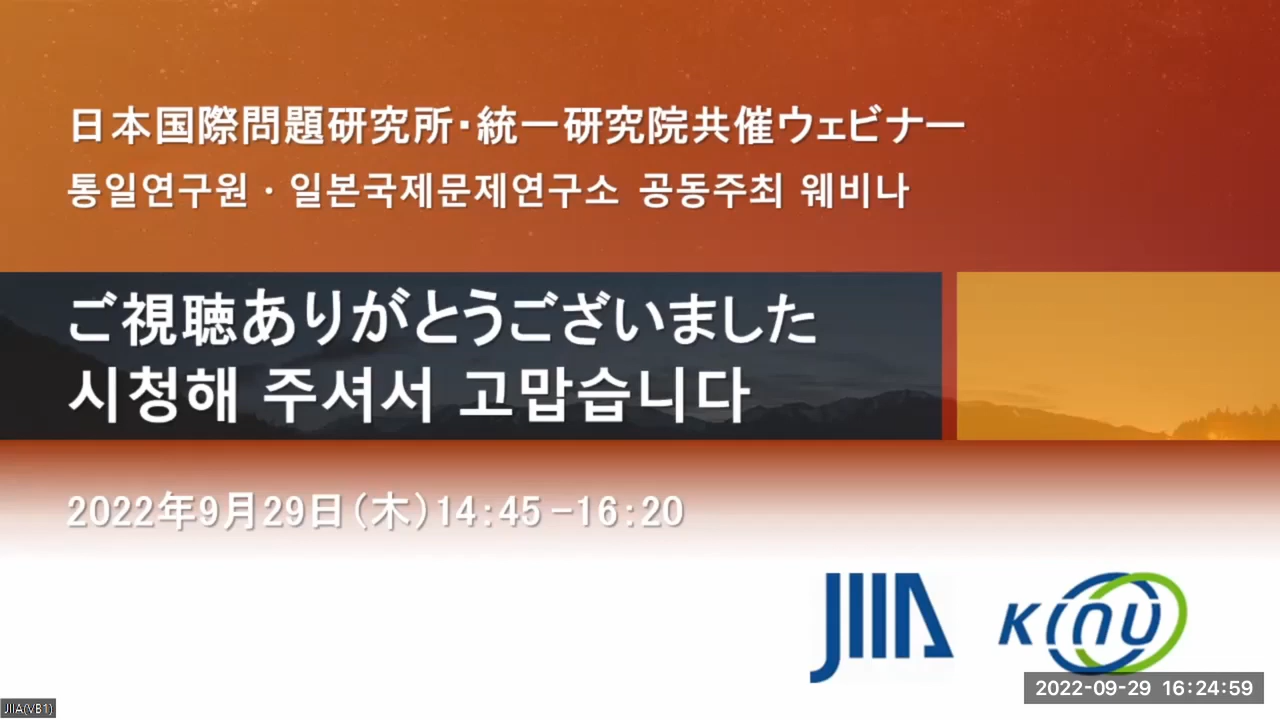 日本国際問題研究所・統一研究院共催ウェビナー
통일연구원 · 일본국제문제연구소 공동주최 웨비나
ご視聴ありがとうございました
시청해 주셔서 고맙습니다
2022年9月29日（木）14：45－16：20
JIIA KINU
2022-09-29 16:24:59
JIIA(VB1)